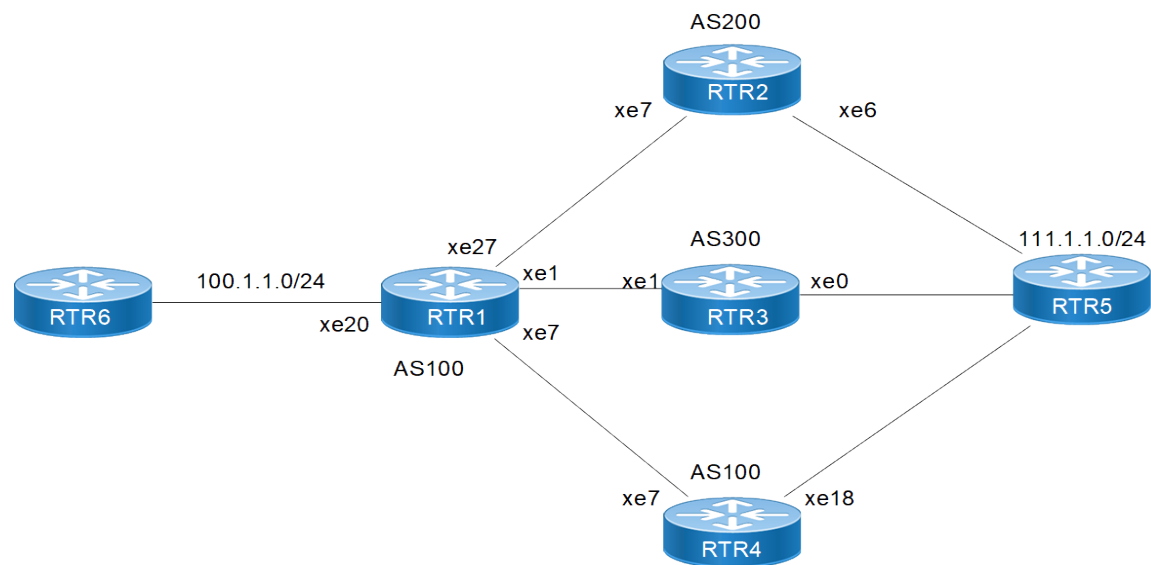 AS200
RTR2
xe7
xe6
AS300
111.1.1.0/24
xe27
100.1.1.0/24
xe1
xe1
xe0
RTR6
RTR1
RTR3
RTR5
xe20
xe7
AS100
AS100
xe7
xe18
RTR4